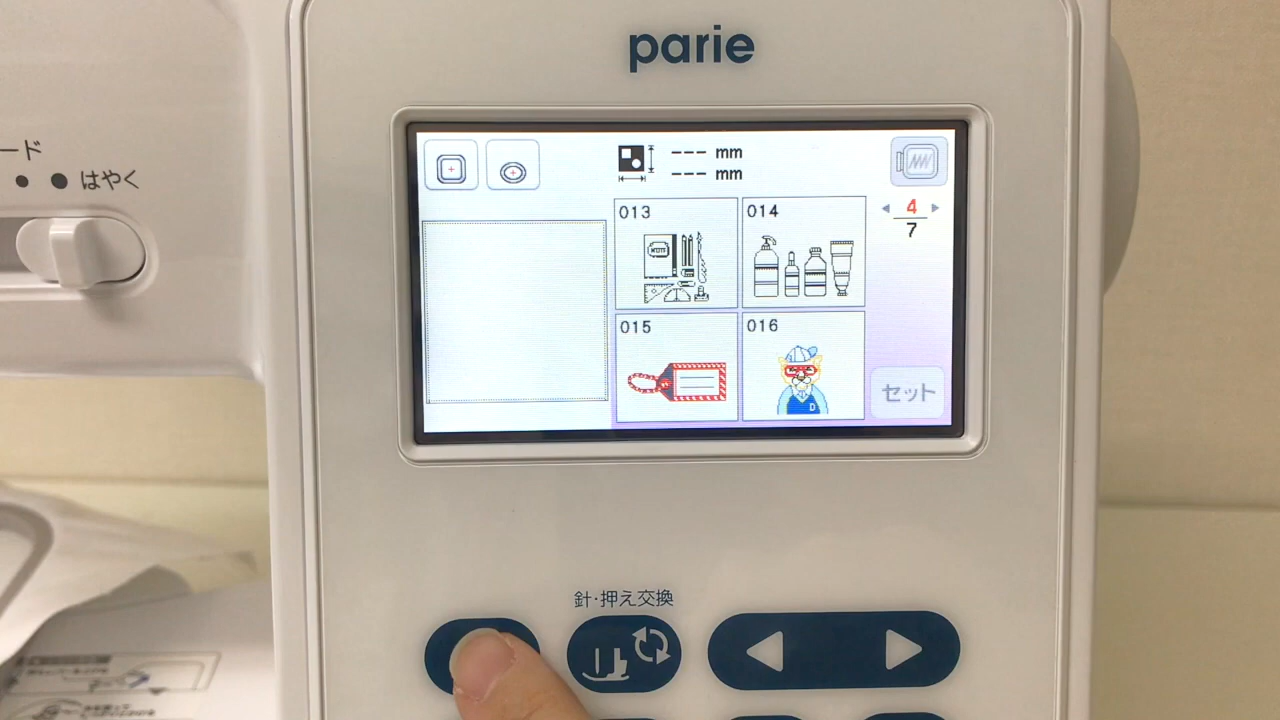 parie
ード
はやく
--- mm
--- mm
4
7
013
014
015
016
D
セット
針・押え交換